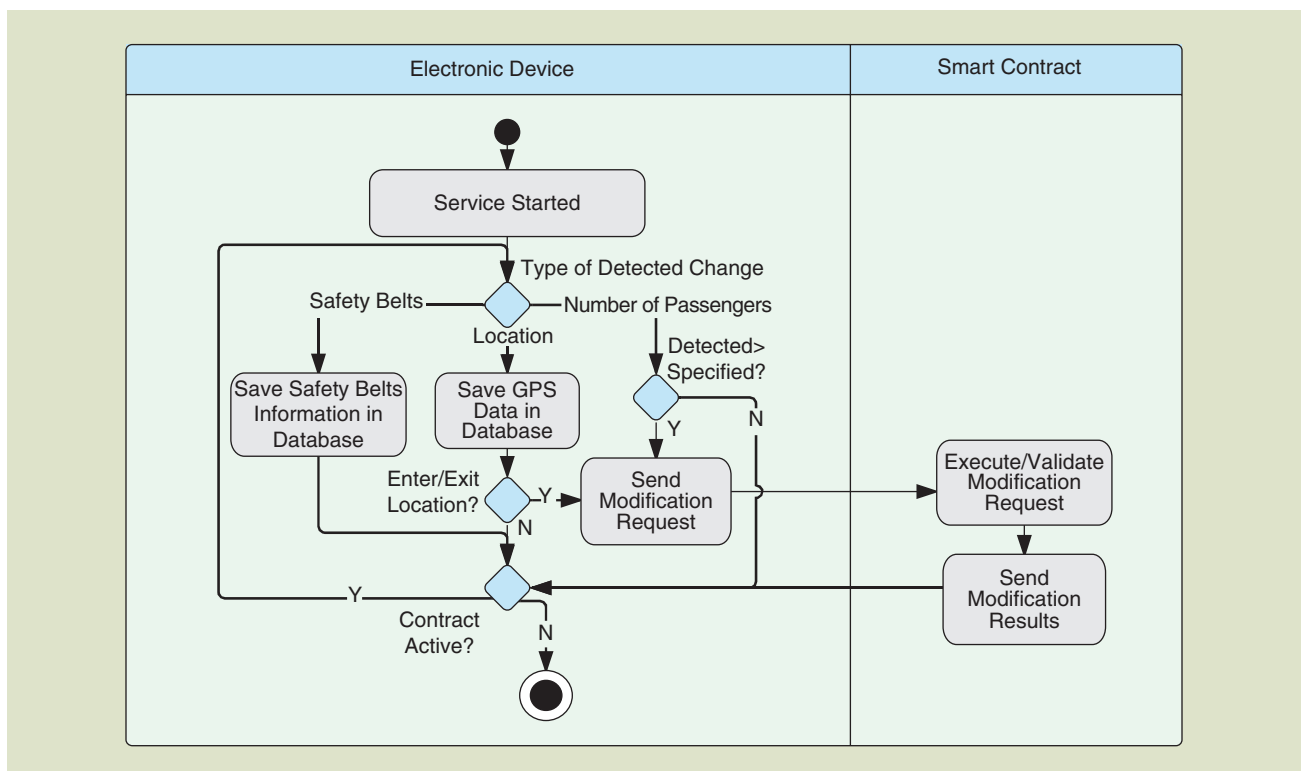 Electronic Device
Smart Contract
Service Started
Type of Detected Change
Safety Belts
Number of Passengers
Location
Detected>
Specified?
Save Safety Belts
Information in
Database
Save GPS
Data in
Database
N
Y
Enter/Exit
Location?
Y
Send
Modification
Request
Execute/Validate
Modification
Request
N
Send
Modification
Results
Y
Contract
Active?
N